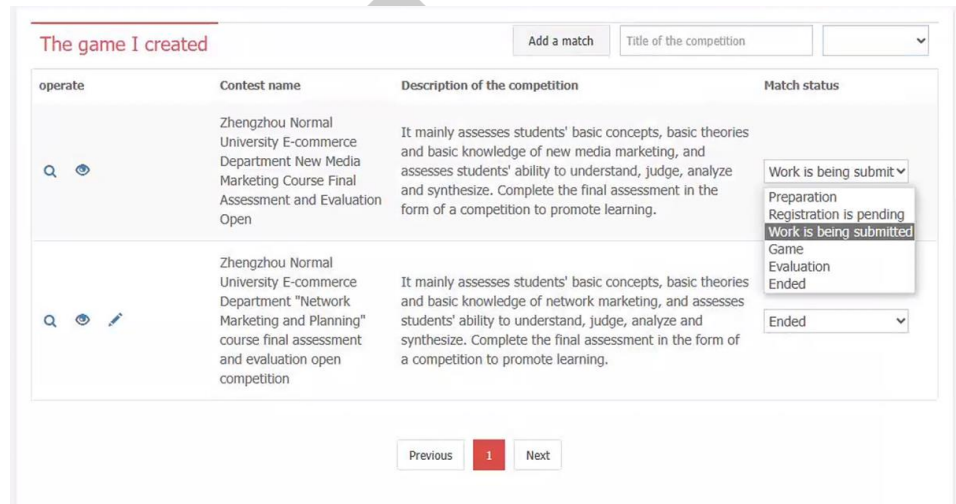 The game I created
Add a match
Title of the competition
operate
Contest name
Description of the competition
Match status
Zhengzhou Normal
University E-commerce
Department New Media
Marketing Course Final
Assessment and Evaluation
Open
It mainly assesses students' basic concepts, basic theories
and basic knowledge of new media marketing, and
assesses students' ability to understand, judge, analyze
and synthesize. Complete the final assessment in the
form of a competition to promote learning.
Work is being submit
Preparation
Registration is pending
Work is being submitted
Game
Evaluation
Ended
Zhengzhou Normal
University E-commerce
Department "Network
Marketing and Planning"
course final assessment
and evaluation open
competition
It mainly assesses students' basic concepts, basic theories
and basic knowledge of network marketing, and assesses
students' ability to understand, judge, analyze and
synthesize. Complete the final assessment in the form of
a competition to promote learning.
Ended
Previous
1
Next